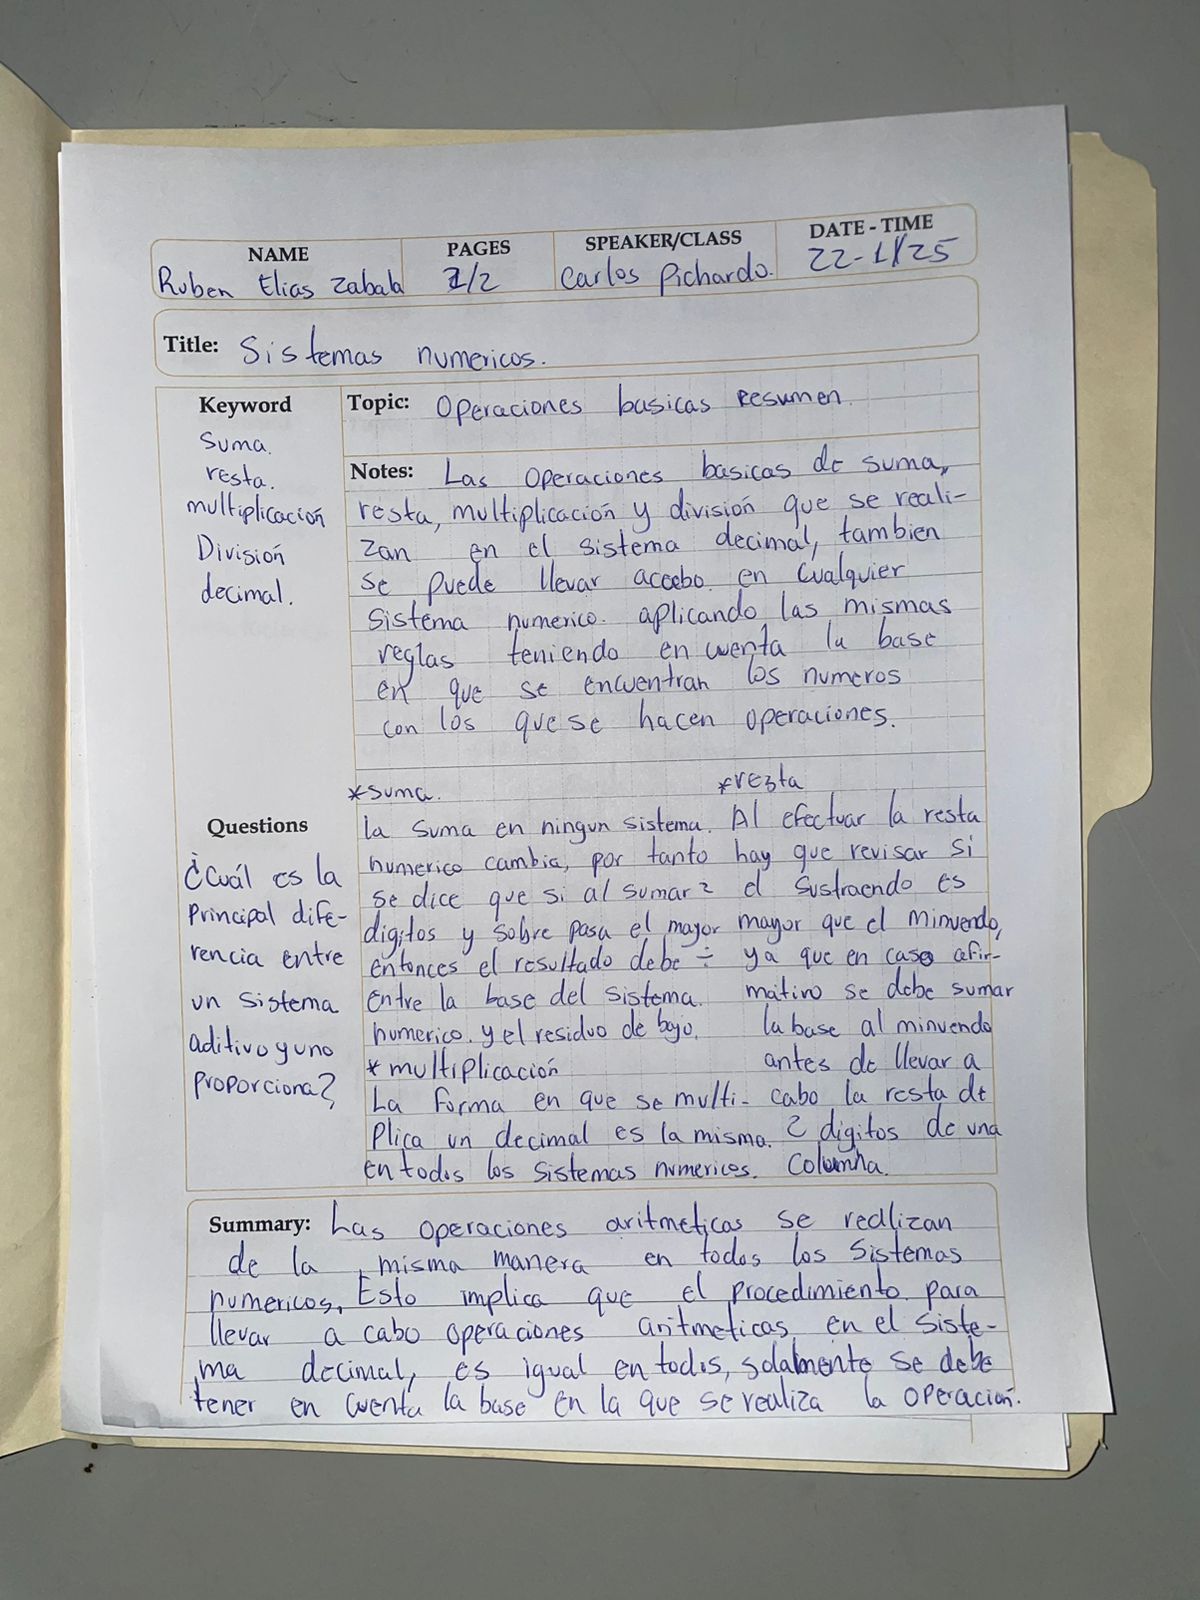 NAME PAGES SPEAKER/CLASS DATE - TIME
Ruben Elias Zabala 1/2 Carlos Pichardo. 22-1/25
Title: Sistemas numericos.
Keyword
Suma.
resta.
multiplicación
División
decimal.
Topic: Operaciones basicas resumen.
Notes: Las operaciones basicas de suma,
resta, multiplicación y división que se reali-
zan en el sistema decimal, tambien
se puede llevar accebo en cualquier
sistema numerico. aplicando las mismas
reglas teniendo en cuenta la base
en que se encuentran los numeros
con los que se hacen operaciones.
Questions
¿Cuál es la
principal dife-
rencia entre
un sistema
aditivo y uno
proporciona?,
*suma.
la suma en ningun sistema.
numerico cambia, por tanto
se dice que si al sumar 2
digitos y sobre pasa el mayor
entonces el resultado debe ÷
entre la base del sistema.
numerico. y el residuo de bajo.
*multiplicación
La forma en que se multi-
plica un decimal es la misma.
en todos los sistemas numericos.
*resta
Al efectuar la resta
hay que revisar si
el sustraendo es
mayor que el minuendo,
ya que en caso afir-
mativo se debe sumar
la base al minuendo
antes de llevar a
cabo la resta de
2 digitos de una
columna.
Summary: Las operaciones aritmeticas se realizan
de la misma manera en todos los sistemas
numericos, Esto implica que el procedimiento para
llevar a cabo operaciones aritmeticas en el siste-
ma decimal, es igual en todos, solamente se debe
tener en cuenta la base en la que se realiza la operación.